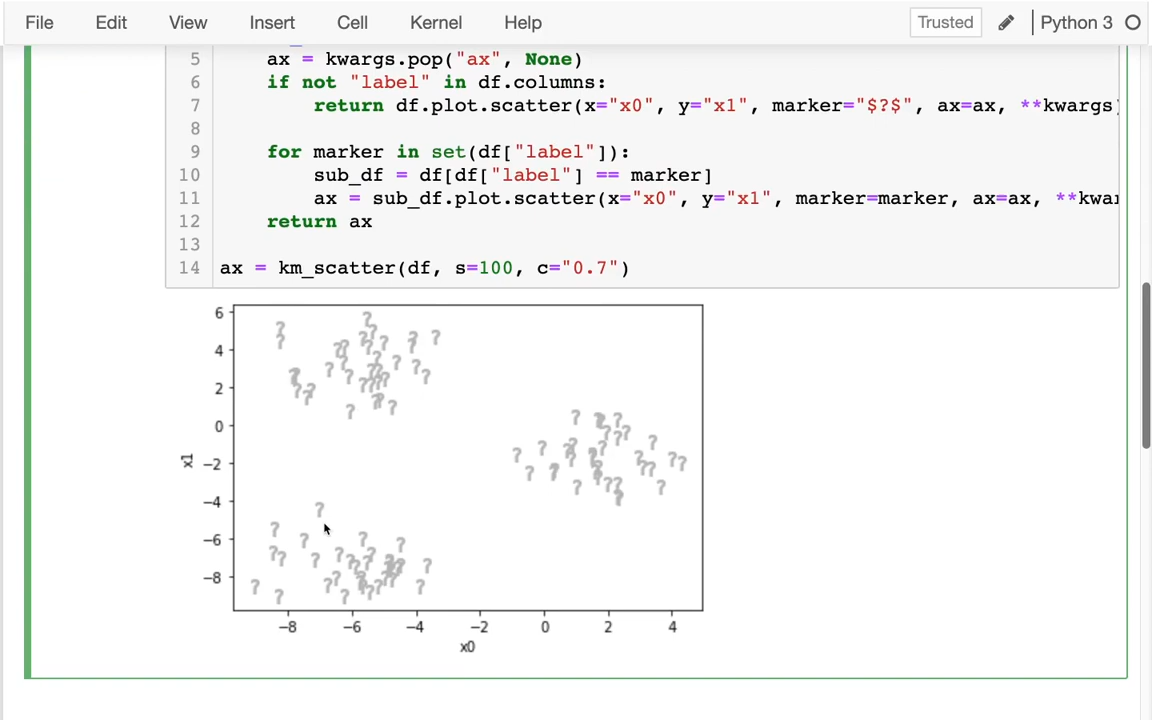 File Edit View Insert Cell Kernel Help Trusted Python 3
5 ax = kwargs.pop("ax", None)
6 if not "label" in df.columns:
7 return df.plot.scatter(x="x0", y="x1", marker="$?$", ax=ax, **kwargs
8
9 for marker in set(df["label"]):
10 sub_df = df[df["label"] == marker]
11 ax = sub_df.plot.scatter(x="x0", y="x1", marker=marker, ax=ax, **kwar
12 return ax
13
14 ax = km_scatter(df, s=100, c="0.7")
6
4
2
0
−2
−4
−6
−8
x1
−8 −6 −4 −2 0 2 4
x0